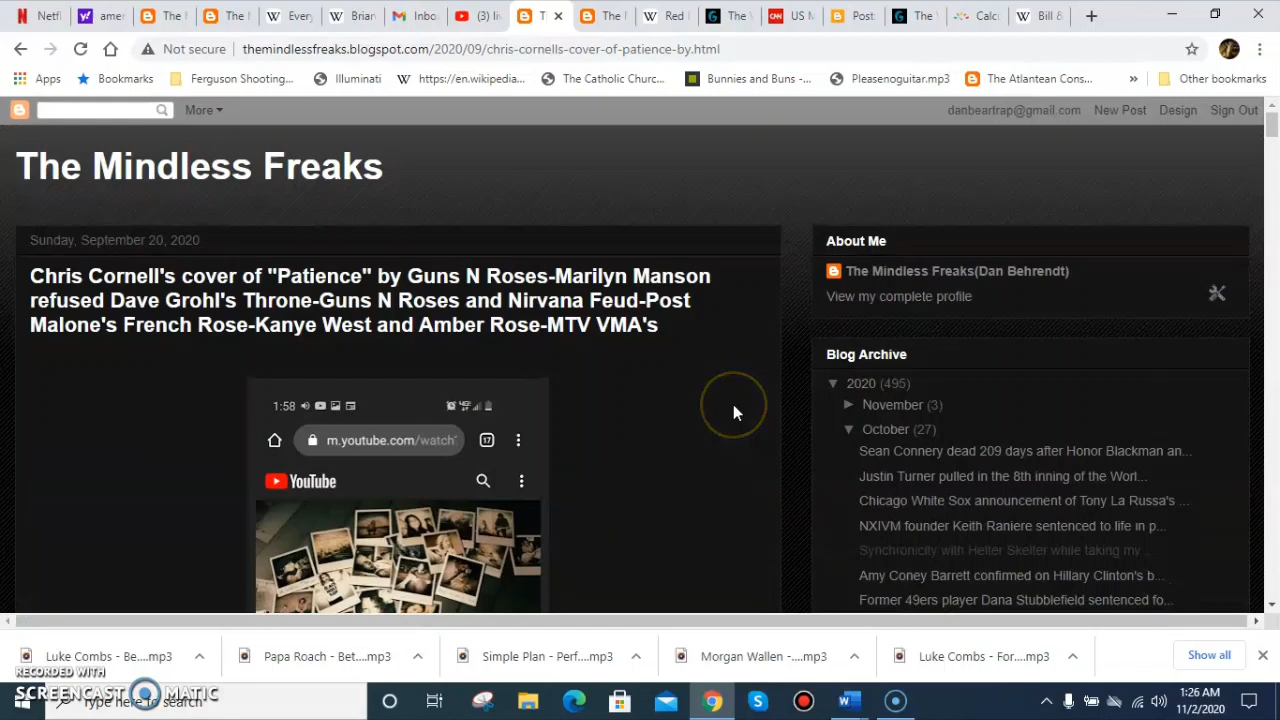 Netfl
amer
The M
The M
Every
Briar
Inbo
(3) liv
T
The M
Red
The V
US M
Post:
The V
Calcu
Bill &
Not secure
themindlessfreaks.blogspot.com/2020/09/chris-cornells-cover-of-patience-by.html
Apps
Bookmarks
Ferguson Shooting...
Illuminati
https://en.wikipedia...
The Catholic Churc...
Bunnies and Buns -...
Pleasenoguitar.mp3
The Atlantean Cons...
Other bookmarks
More
danbeartrap@gmail.com
New Post
Design
Sign Out
The Mindless Freaks
Sunday, September 20, 2020
Chris Cornell's cover of "Patience" by Guns N Roses-Marilyn Manson
refused Dave Grohl's Throne-Guns N Roses and Nirvana Feud-Post
Malone's French Rose-Kanye West and Amber Rose-MTV VMA's
1:58
m.youtube.com/watch?
17
YouTube
About Me
The Mindless Freaks(Dan Behrendt)
View my complete profile
Blog Archive
▼ 2020 (495)
► November (3)
▼ October (27)
Sean Connery dead 209 days after Honor Blackman an...
Justin Turner pulled in the 8th inning of the Worl...
Chicago White Sox announcement of Tony La Russa's ...
NXIVM founder Keith Raniere sentenced to life in p...
Synchronicity with Helter Skelter while taking my ...
Amy Coney Barrett confirmed on Hillary Clinton's b...
Former 49ers player Dana Stubblefield sentenced fo...
Luke Combs - Be....mp3
Papa Roach - Bet....mp3
Simple Plan - Perf....mp3
Morgan Wallen -....mp3
Luke Combs - For....mp3
Show all
RECORDED WITH
SCREENCAST MATIC
Type here to search
1:26 AM
11/2/2020